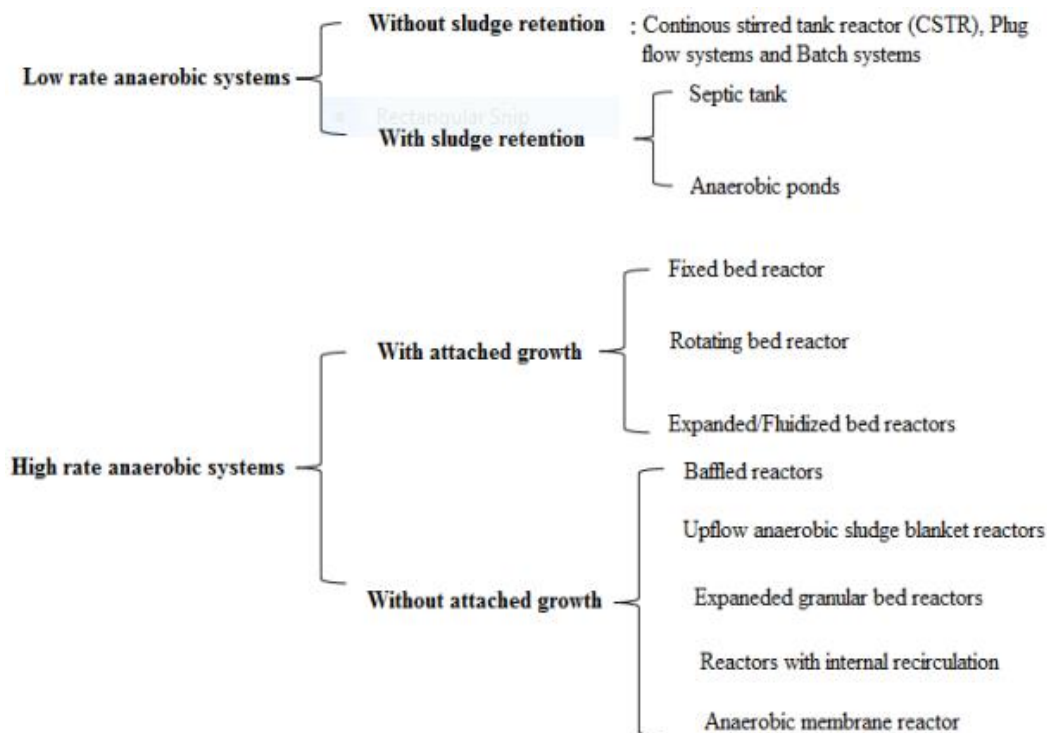 Without sludge retention
: Continous stirred tank reactor (CSTR), Plug
flow systems and Batch systems
Low rate anaerobic systems
Septic tank
Rectangular Snip
With sludge retention
Anaerobic ponds
Fixed bed reactor
With attached growth
Rotating bed reactor
Expanded/Fluidized bed reactors
High rate anaerobic systems
Baffled reactors
Upflow anaerobic sludge blanket reactors
Without attached growth
Expaneded granular bed reactors
Reactors with internal recirculation
Anaerobic membrane reactor